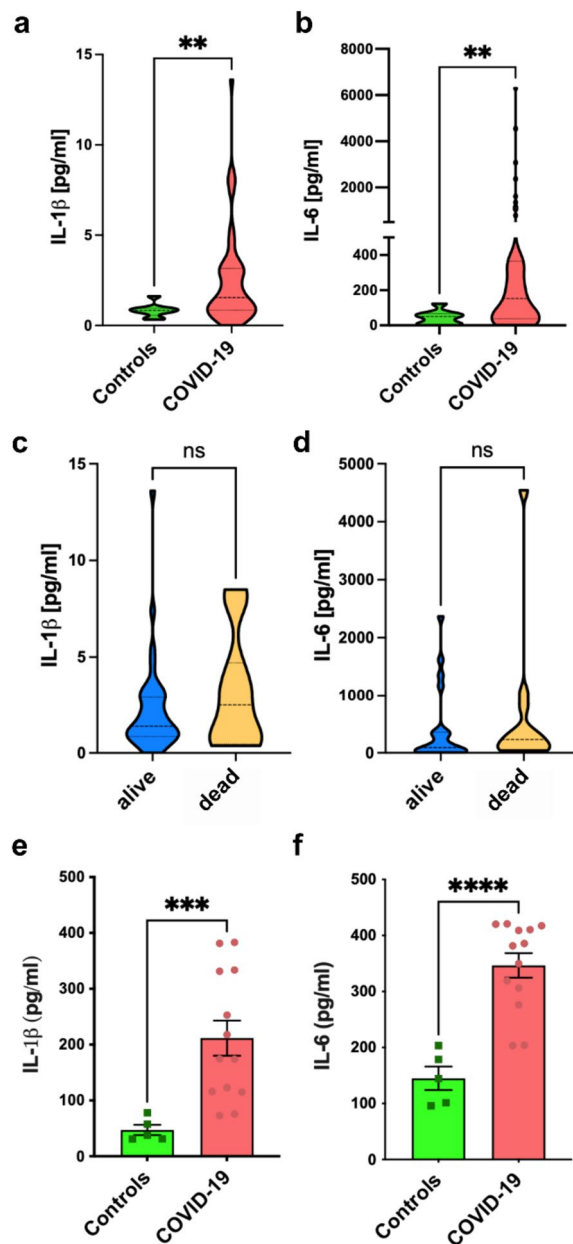 a
**
IL-1β [pg/ml]
15
10
5
0
Controls
COVID-19
b
**
IL-6 [pg/ml]
8000
6000
4000
2000
400
200
0
Controls
COVID-19
c
ns
IL-1β [pg/ml]
15
10
5
0
alive
dead
d
ns
IL-6 [pg/ml]
5000
4000
3000
2000
1000
0
alive
dead
e
***
IL-1β (pg/ml)
500
400
300
200
100
0
Controls
COVID-19
f
****
IL-6 (pg/ml)
500
400
300
200
100
0
Controls
COVID-19